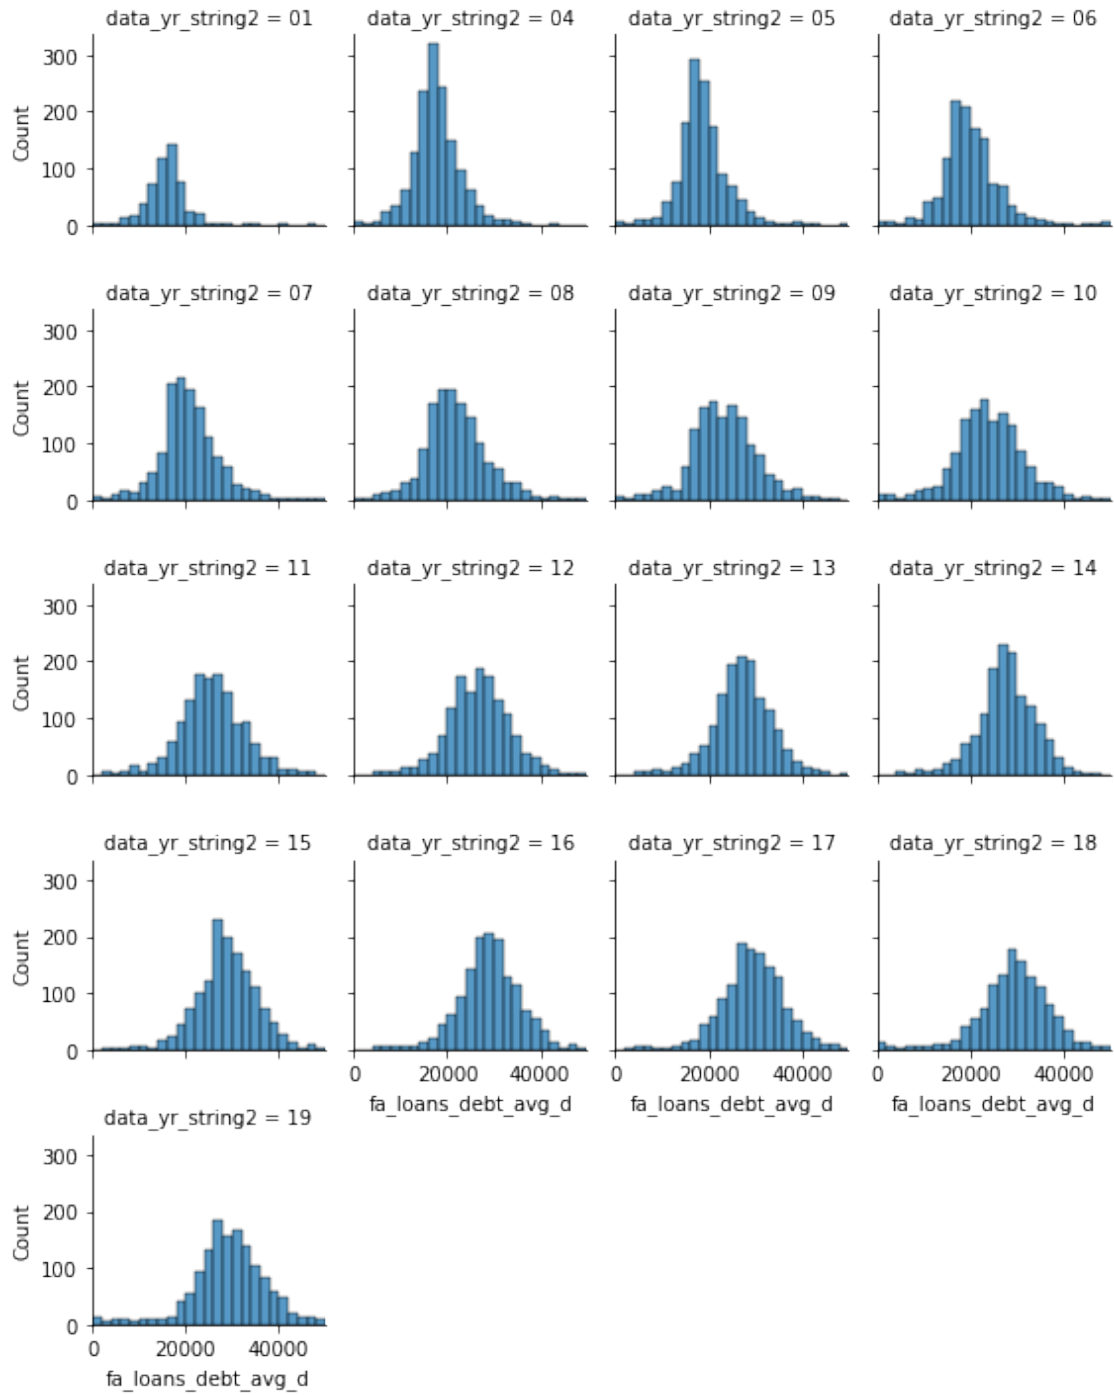 data_yr_string2 = 01 data_yr_string2 = 04 data_yr_string2 = 05 data_yr_string2 = 06
300
200
100
0
Count
data_yr_string2 = 07 data_yr_string2 = 08 data_yr_string2 = 09 data_yr_string2 = 10
300
200
100
0
Count
data_yr_string2 = 11 data_yr_string2 = 12 data_yr_string2 = 13 data_yr_string2 = 14
300
200
100
0
Count
data_yr_string2 = 15 data_yr_string2 = 16 data_yr_string2 = 17 data_yr_string2 = 18
300
200
100
0
Count
0 20000 40000 0 20000 40000 0 20000 40000
fa_loans_debt_avg_d fa_loans_debt_avg_d fa_loans_debt_avg_d
data_yr_string2 = 19
300
200
100
0
Count
0 20000 40000
fa_loans_debt_avg_d